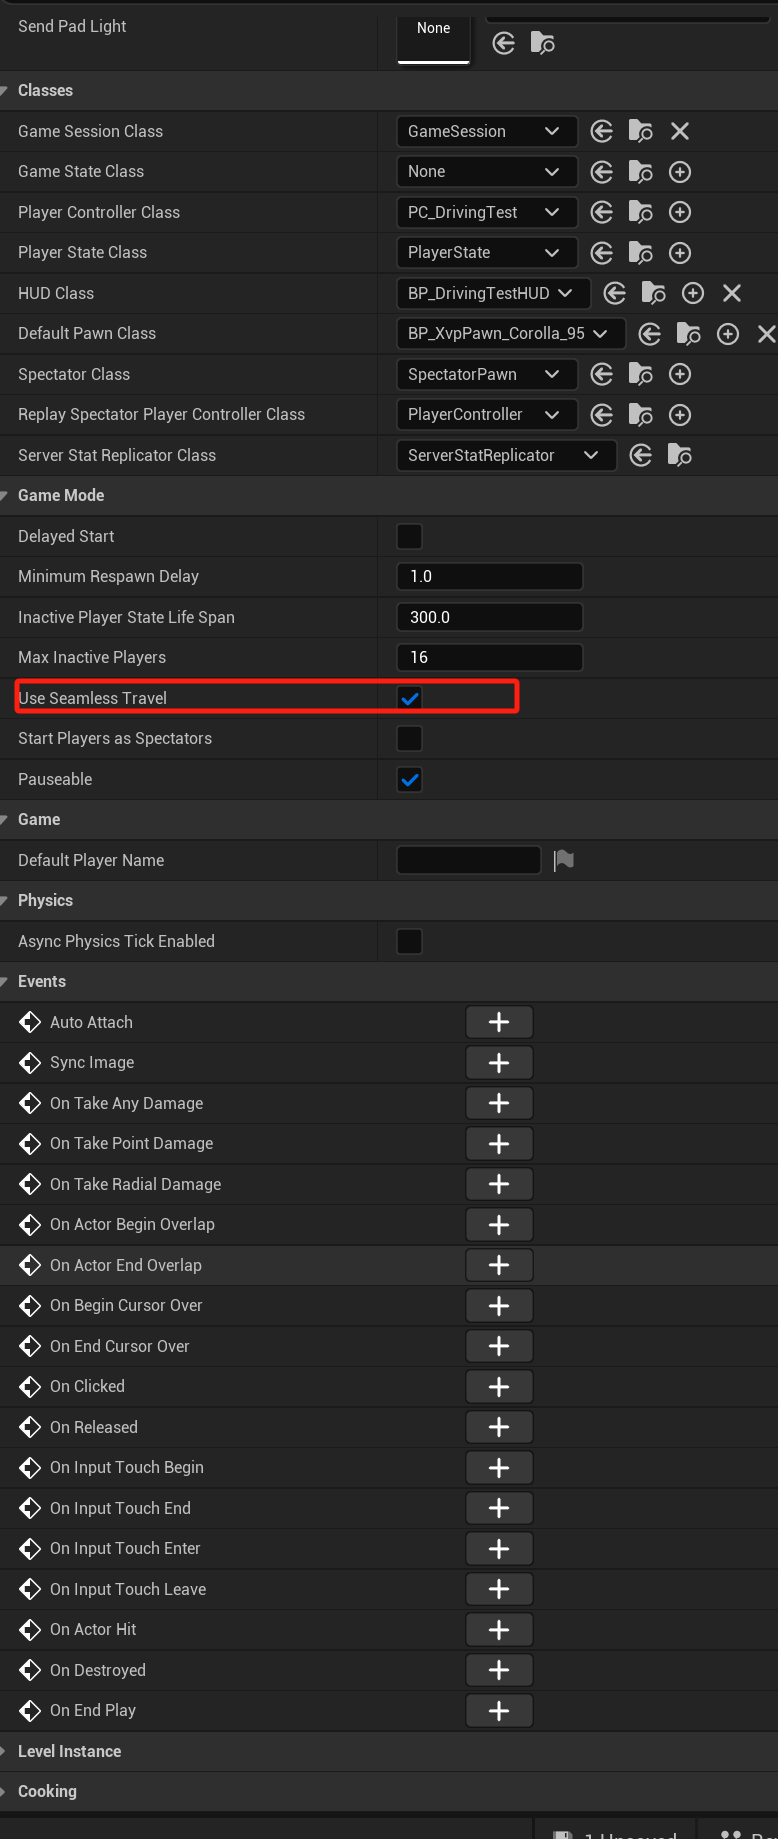 Send Pad Light
None
Classes
Game Session Class GameSession
Game State Class None
Player Controller Class PC_DrivingTest
Player State Class PlayerState
HUD Class BP_DrivingTestHUD
Default Pawn Class BP_XvpPawn_Corolla_95
Spectator Class SpectatorPawn
Replay Spectator Player Controller Class PlayerController
Server Stat Replicator Class ServerStatReplicator
Game Mode
Delayed Start
Minimum Respawn Delay 1.0
Inactive Player State Life Span 300.0
Max Inactive Players 16
Use Seamless Travel
Start Players as Spectators
Pauseable
Game
Default Player Name
Physics
Async Physics Tick Enabled
Events
Auto Attach
Sync Image
On Take Any Damage
On Take Point Damage
On Take Radial Damage
On Actor Begin Overlap
On Actor End Overlap
On Begin Cursor Over
On End Cursor Over
On Clicked
On Released
On Input Touch Begin
On Input Touch End
On Input Touch Enter
On Input Touch Leave
On Actor Hit
On Destroyed
On End Play
Level Instance
Cooking
1 Unsaved